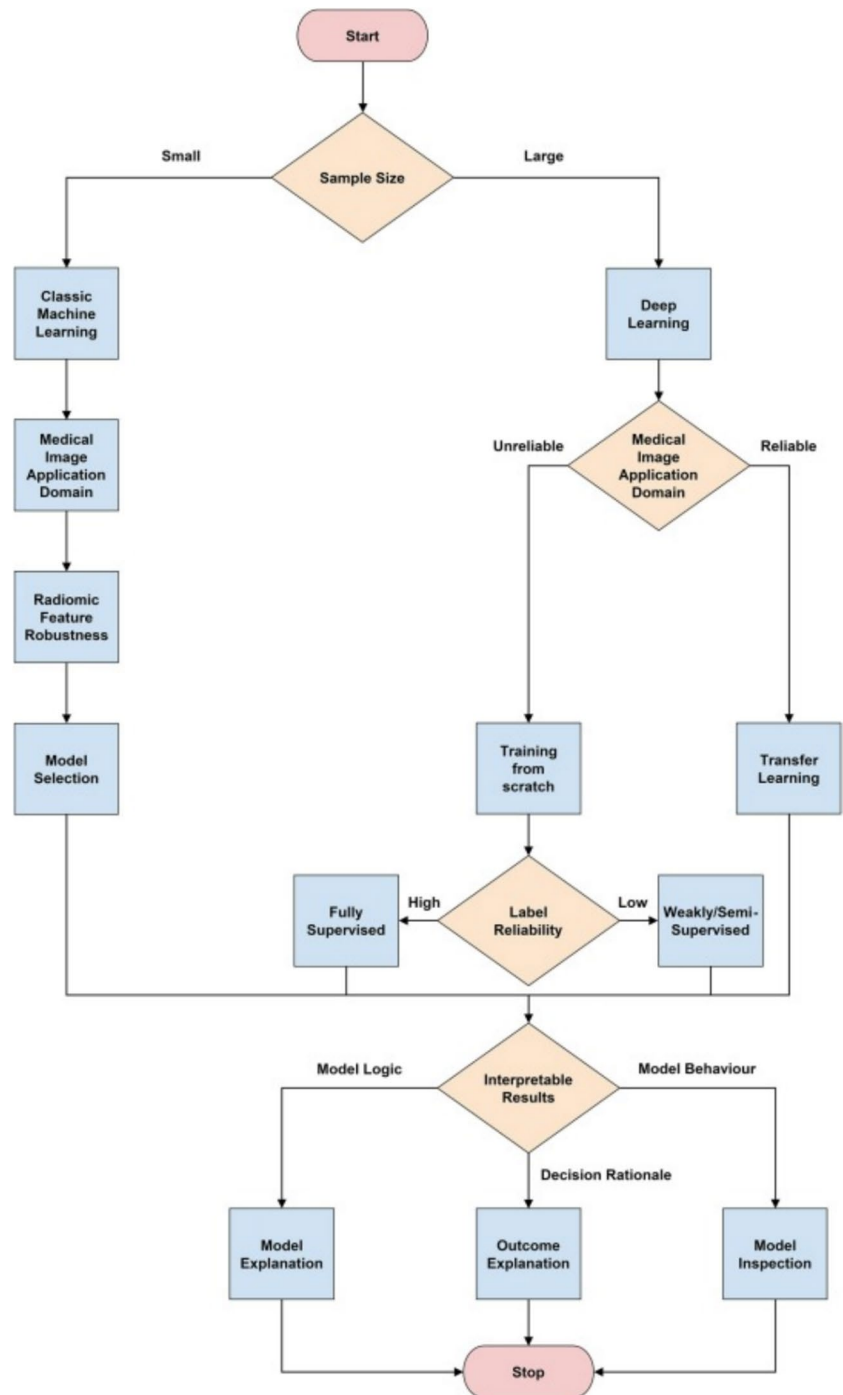 Start
Small
Large
Sample Size
Classic
Machine
Learning
Deep
Learning
Medical
Image
Application
Domain
Unreliable
Medical
Image
Application
Domain
Reliable
Radiomic
Feature
Robustness
Model
Selection
Training
from
scratch
Transfer
Learning
Fully
Supervised
High
Label
Reliability
Low
Weakly/Semi-
Supervised
Model Logic
Interpretable
Results
Model Behaviour
Decision Rationale
Model
Explanation
Outcome
Explanation
Model
Inspection
Stop